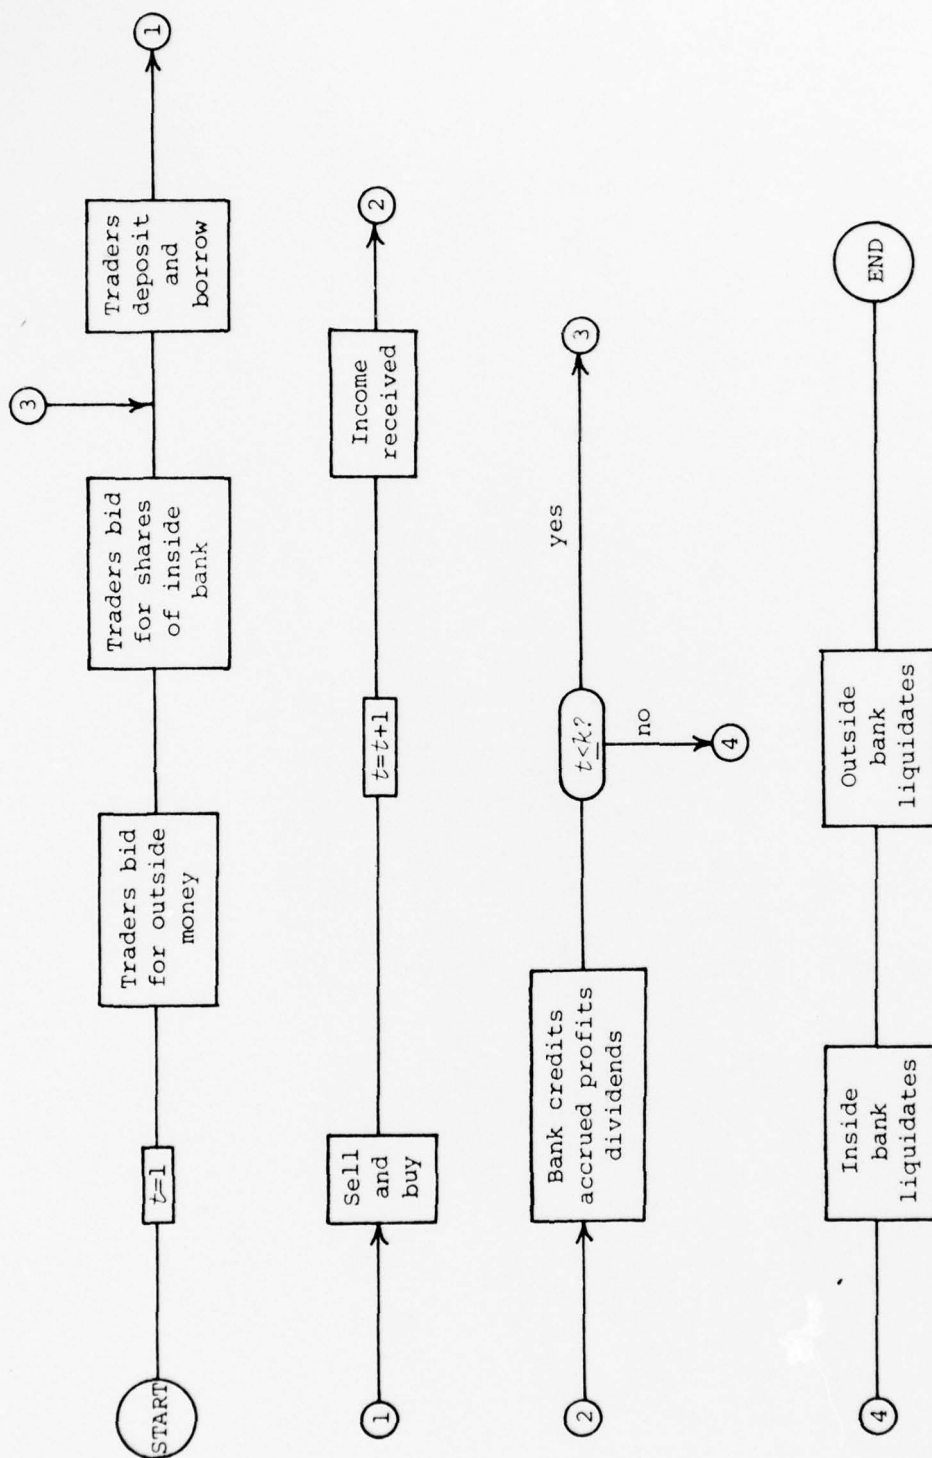 START
t=1
Traders bid
for outside
money
Traders bid
for shares
of inside
bank
3
Traders
deposit
and
borrow
1
1
Sell
and
buy
t=t+1
Income
received
2
2
Bank credits
accrued profits
dividends
t≤k?
yes
3
no
4
4
Inside
bank
liquidates
Outside
bank
liquidates
END